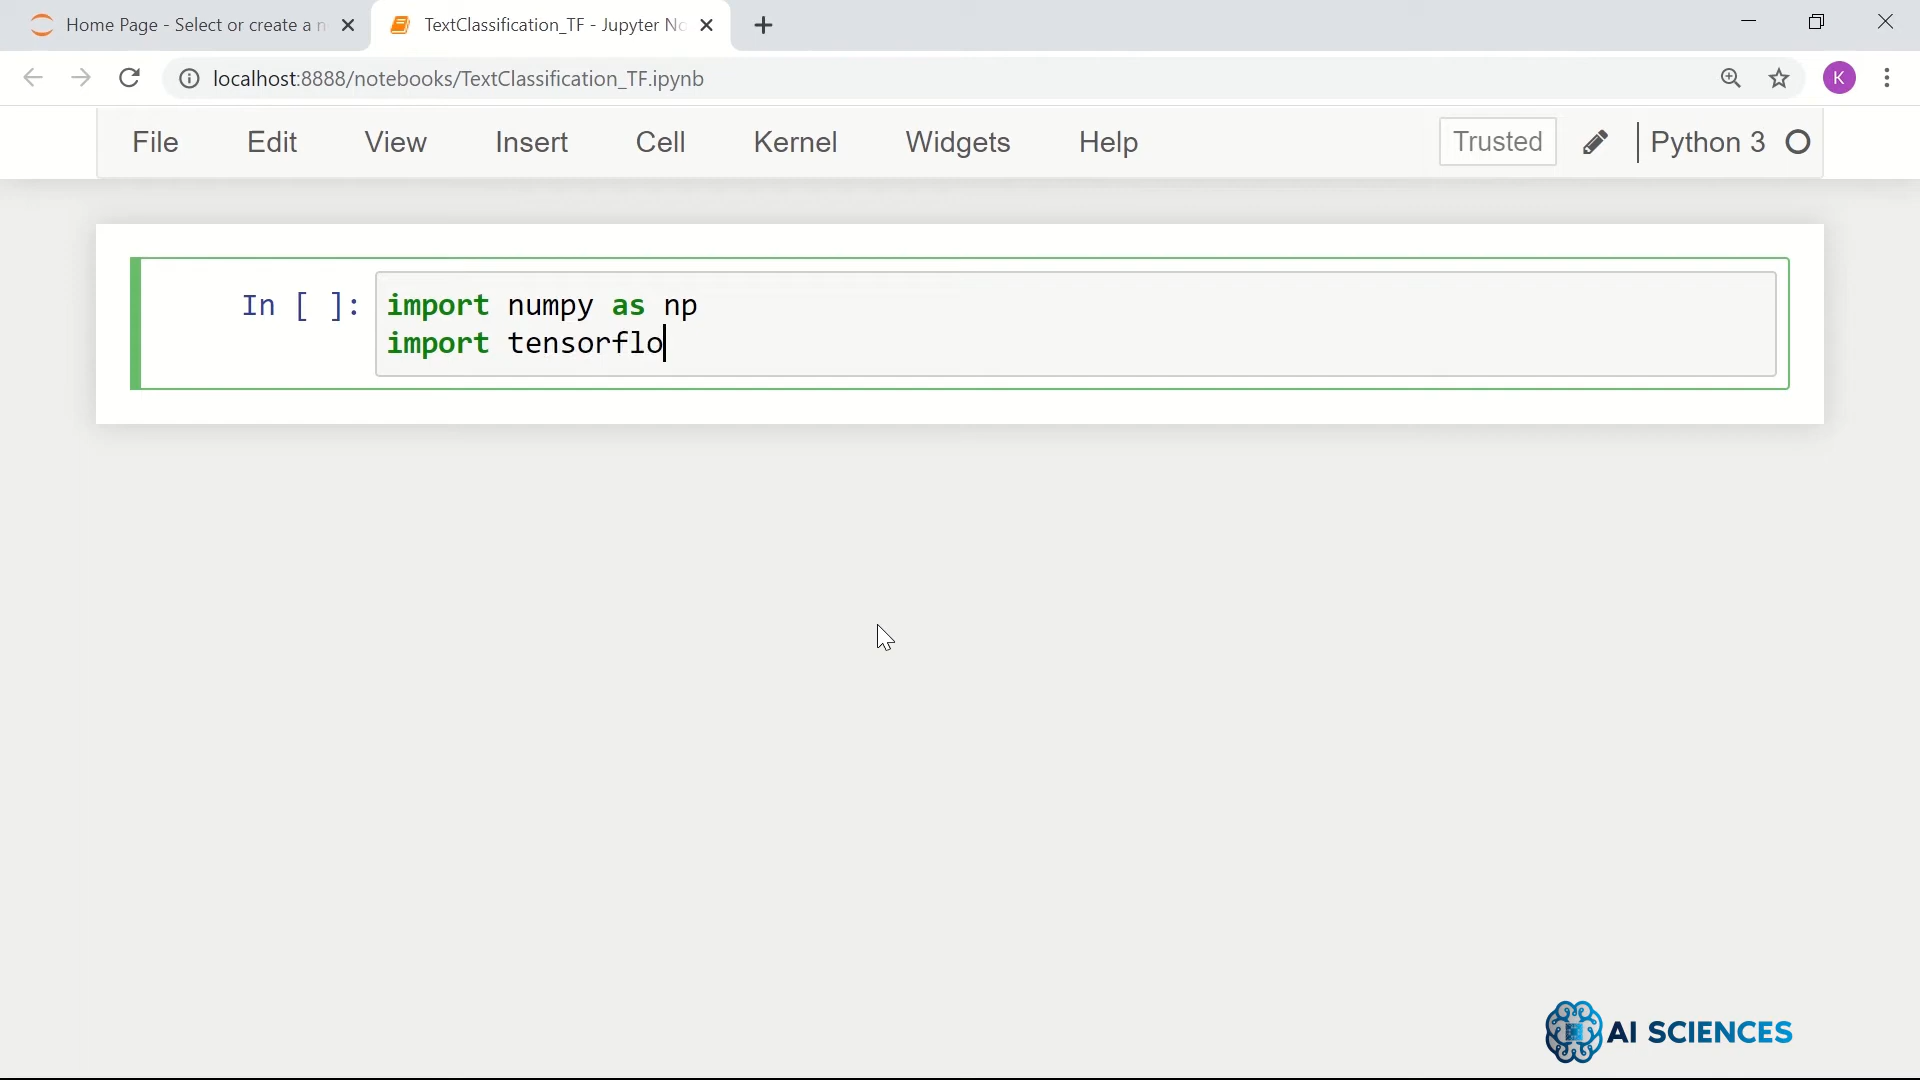 Home Page - Select or create a n
TextClassification_TF - Jupyter No
localhost:8888/notebooks/TextClassification_TF.ipynb
K
File Edit View Insert Cell Kernel Widgets Help Trusted Python 3
In [ ]: import numpy as np
import tensorflo
AI SCIENCES